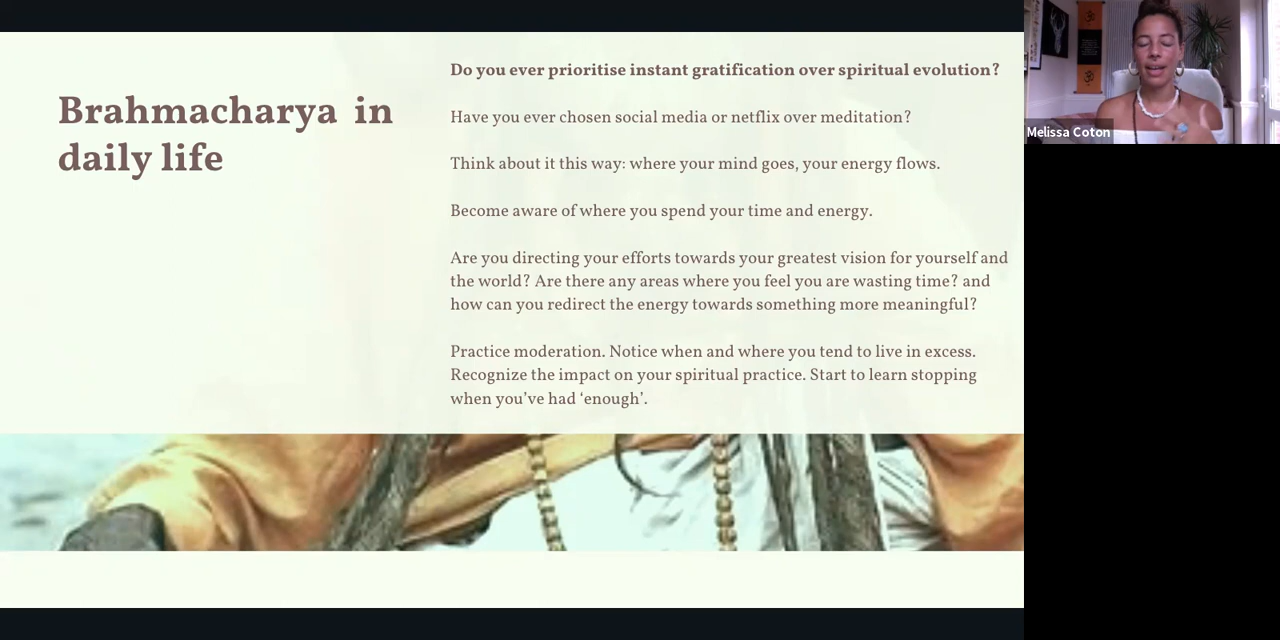 Brahmacharya in
daily life
Do you ever prioritise instant gratification over spiritual evolution?
Have you ever chosen social media or netflix over meditation?
Think about it this way: where your mind goes, your energy flows.
Become aware of where you spend your time and energy.
Are you directing your efforts towards your greatest vision for yourself and
the world? Are there any areas where you feel you are wasting time? and
how can you redirect the energy towards something more meaningful?
Practice moderation. Notice when and where you tend to live in excess.
Recognize the impact on your spiritual practice. Start to learn stopping
when you’ve had ‘enough’.
Melissa Coton